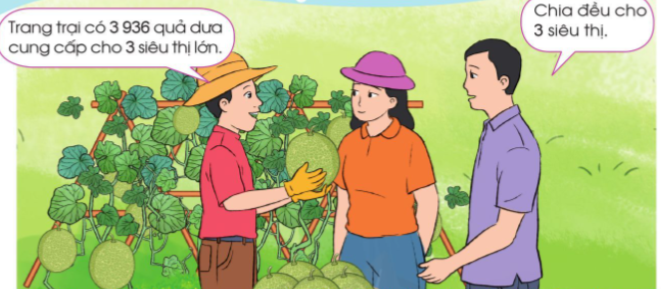 Trang trại có 3 936 quả dưa
cung cấp cho 3 siêu thị lớn.
Chia đều cho
3 siêu thị.